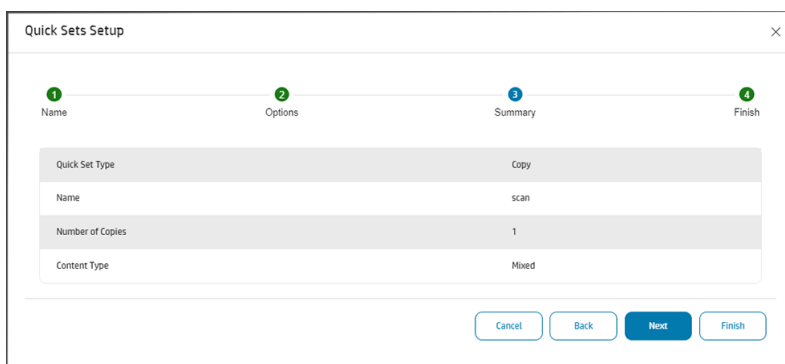 Quick Sets Setup
1 2 3 4
Name Options Summary Finish
Quick Set Type Copy
Name scan
Number of Copies 1
Content Type Mixed
Cancel Back Next Finish